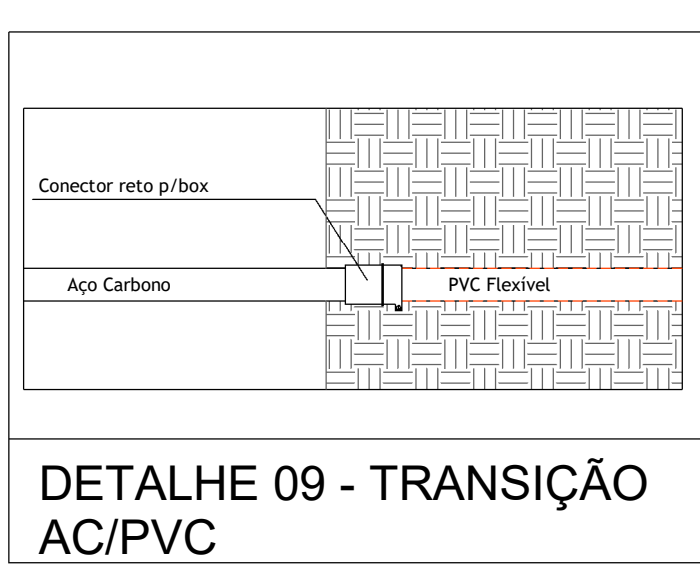 Conector reto p/box
Aço Carbono
PVC Flexível
DETALHE 09 - TRANSIÇÃO
AC/PVC